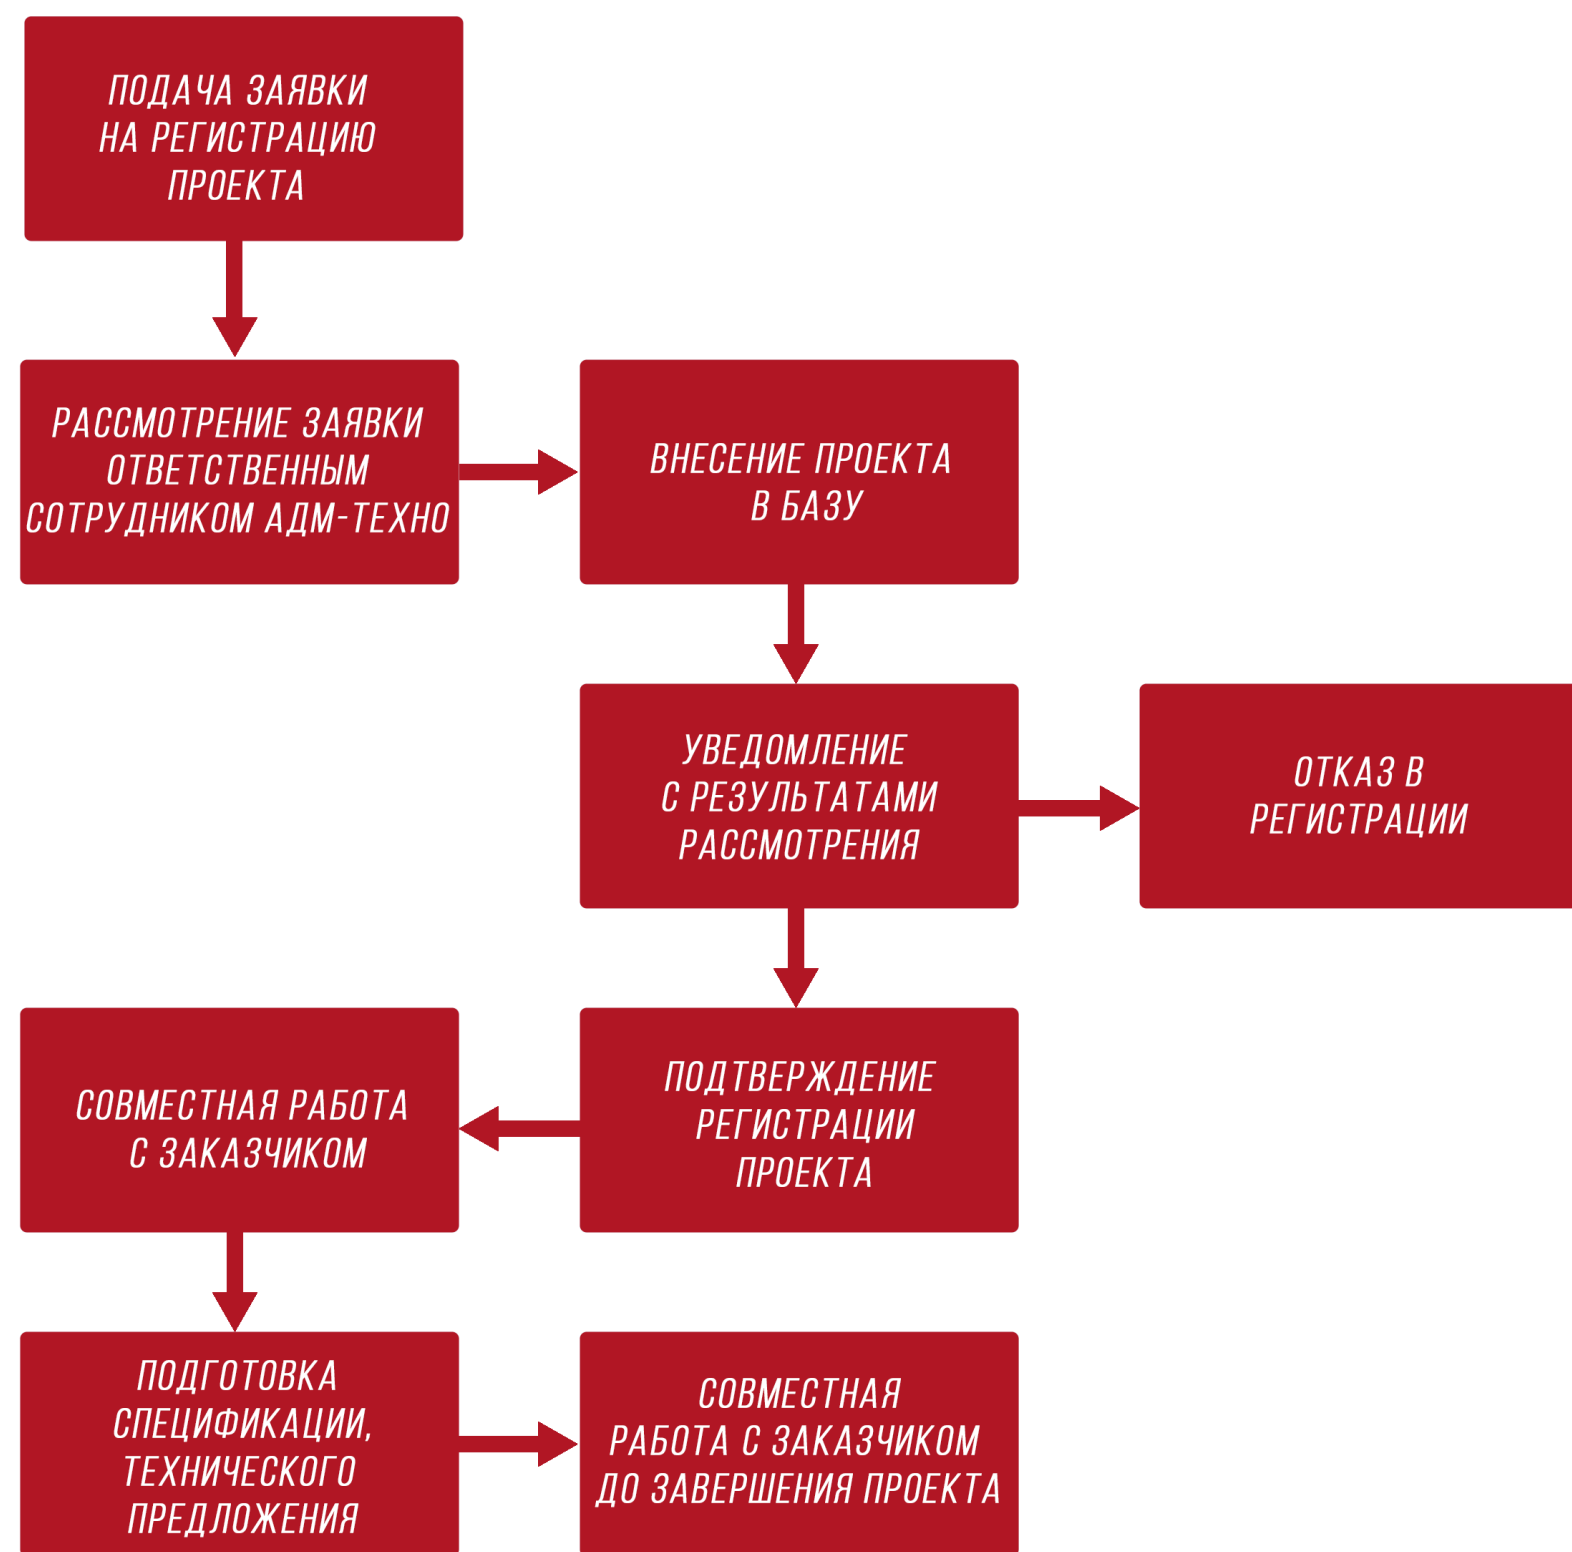 ПОДАЧА ЗАЯВКИ
НА РЕГИСТРАЦИЮ
ПРОЕКТА
РАССМОТРЕНИЕ ЗАЯВКИ
ОТВЕТСТВЕННЫМ
СОТРУДНИКОМ АДМ-ТЕХНО
ВНЕСЕНИЕ ПРОЕКТА
В БАЗУ
УВЕДОМЛЕНИЕ
С РЕЗУЛЬТАТАМИ
РАССМОТРЕНИЯ
ОТКАЗ В
РЕГИСТРАЦИИ
ПОДТВЕРЖДЕНИЕ
РЕГИСТРАЦИИ
ПРОЕКТА
СОВМЕСТНАЯ РАБОТА
С ЗАКАЗЧИКОМ
ПОДГОТОВКА
СПЕЦИФИКАЦИИ,
ТЕХНИЧЕСКОГО
ПРЕДЛОЖЕНИЯ
СОВМЕСТНАЯ
РАБОТА С ЗАКАЗЧИКОМ
ДО ЗАВЕРШЕНИЯ ПРОЕКТА